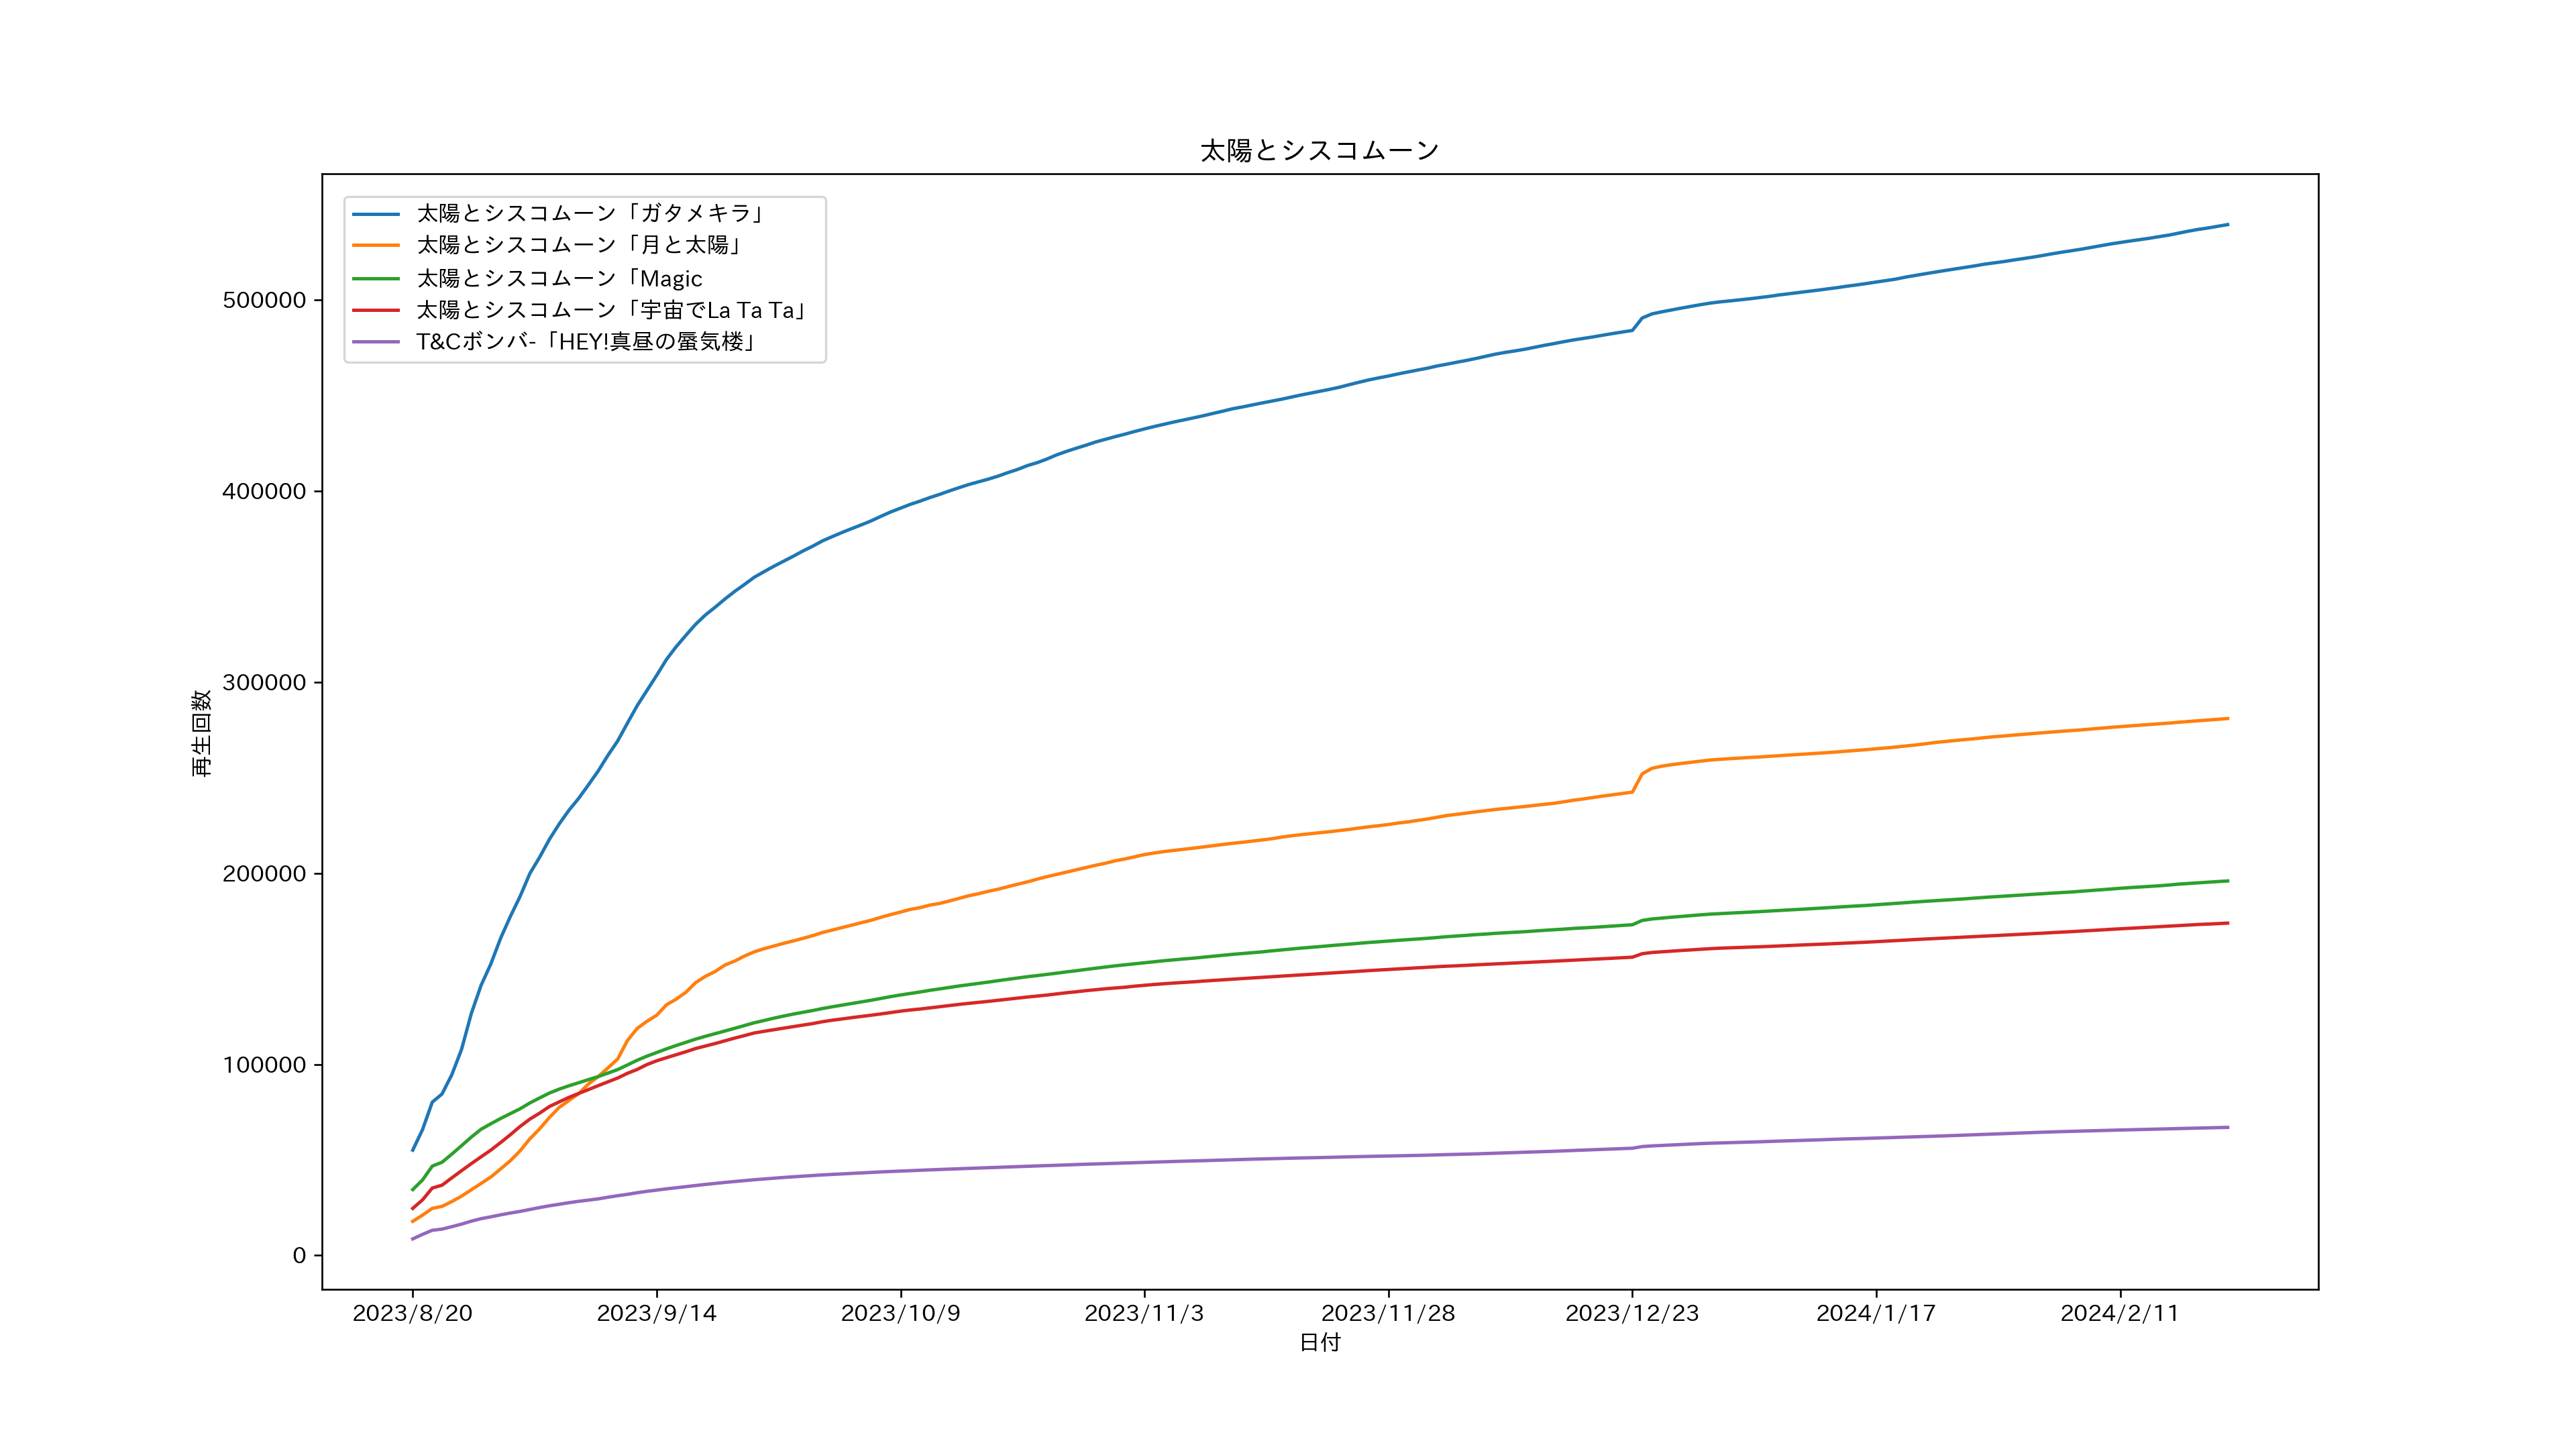 太陽とシスコムーン
太陽とシスコムーン「ガタメキラ」
太陽とシスコムーン「月と太陽」
太陽とシスコムーン「Magic
太陽とシスコムーン「宇宙でLa Ta Ta」
T&Cボンバ-「HEY!真昼の蜃気楼」
再生回数
500000
400000
300000
200000
100000
0
2023/8/20 2023/9/14 2023/10/9 2023/11/3 2023/11/28 2023/12/23 2024/1/17 2024/2/11
日付